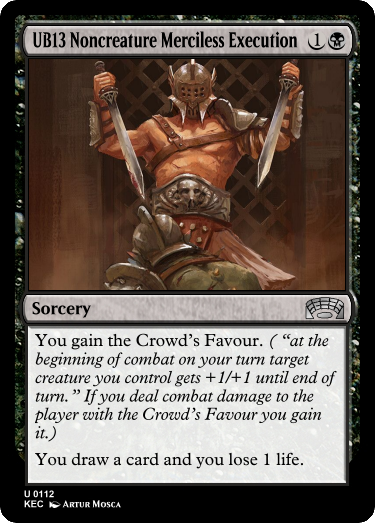 UB13 Noncreature Merciless Execution 1
Sorcery
You gain the Crowd's Favour. ( “at the
beginning of combat on your turn target
creature you control gets +1/+1 until end of
turn.” If you deal combat damage to the
player with the Crowd's Favour you gain
it.)
You draw a card and you lose 1 life.
U 0112
KEC Artur Mosca